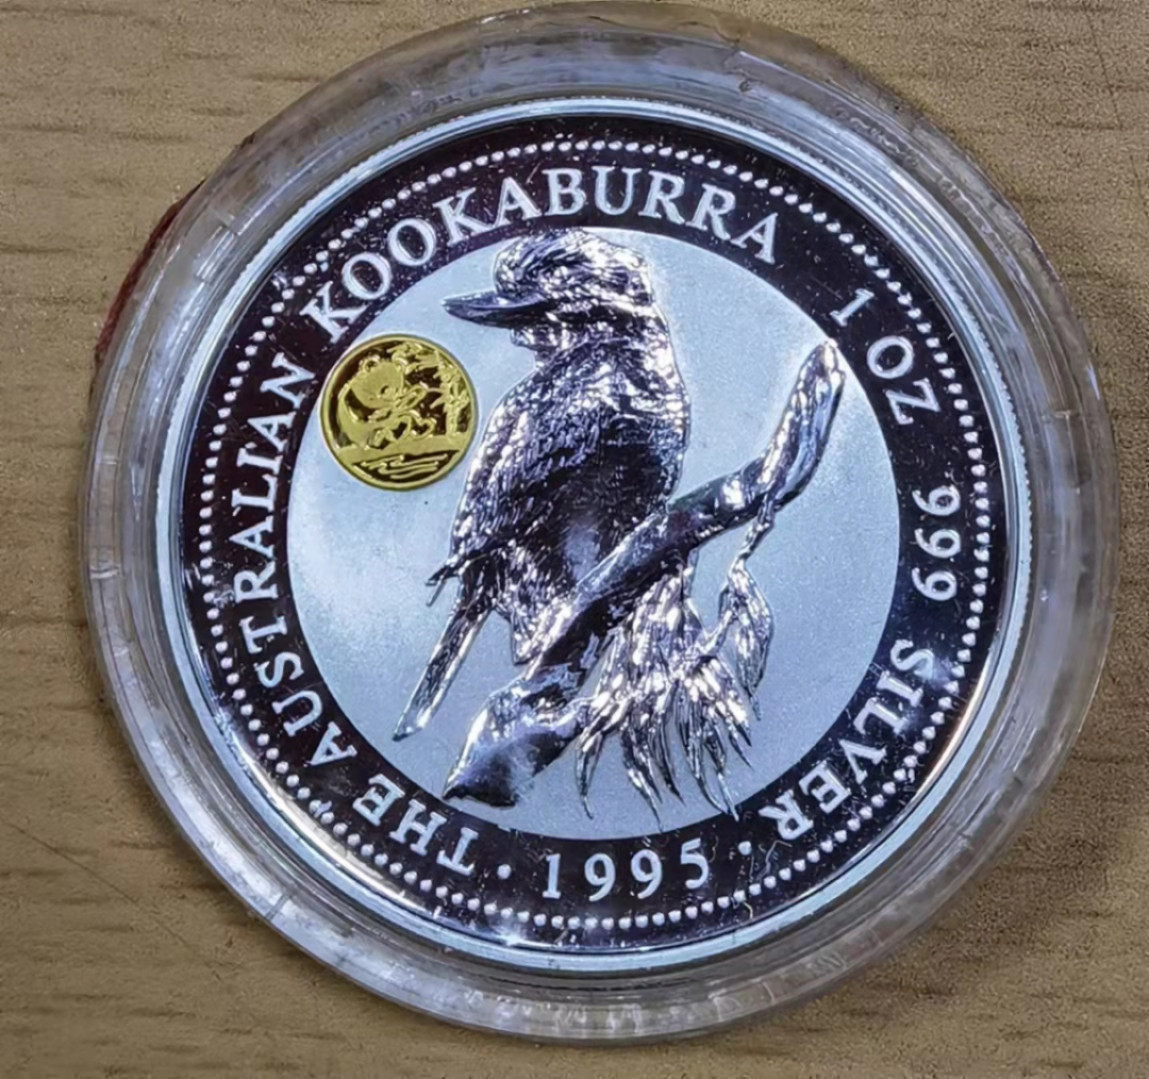 THE AUSTRALIAN KOOKABURRA 1 OZ 999 SILVER
· 1995 ·